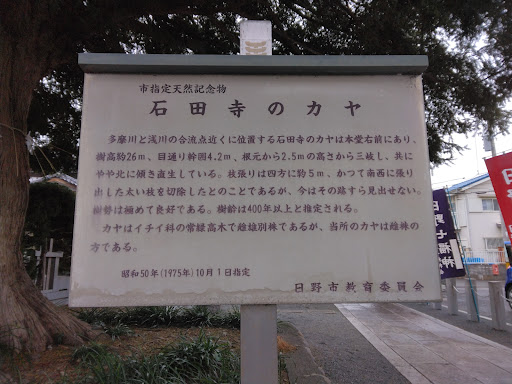 市指定天然記念物
石田寺のカヤ
多摩川と浅川の合流点近くに位置する石田寺のカヤは本堂右前にあり、
樹高約26m、目通り幹囲4.2m、根元から2.5mの高さから三岐し、共に
やや北に傾き直生している。枝張りは四方に約5m、かつて南西に張り
出した太い枝を切除したとのことであるが、今はその跡すら見出せない。
樹勢は極めて良好である。樹齢は400年以上と推定される。
カヤはイチイ科の常緑高木で雌雄別株であるが、当所のカヤは雌株の
方である。
昭和50年(1975年)10月1日指定
日野市教育委員会
日野七福神
日野